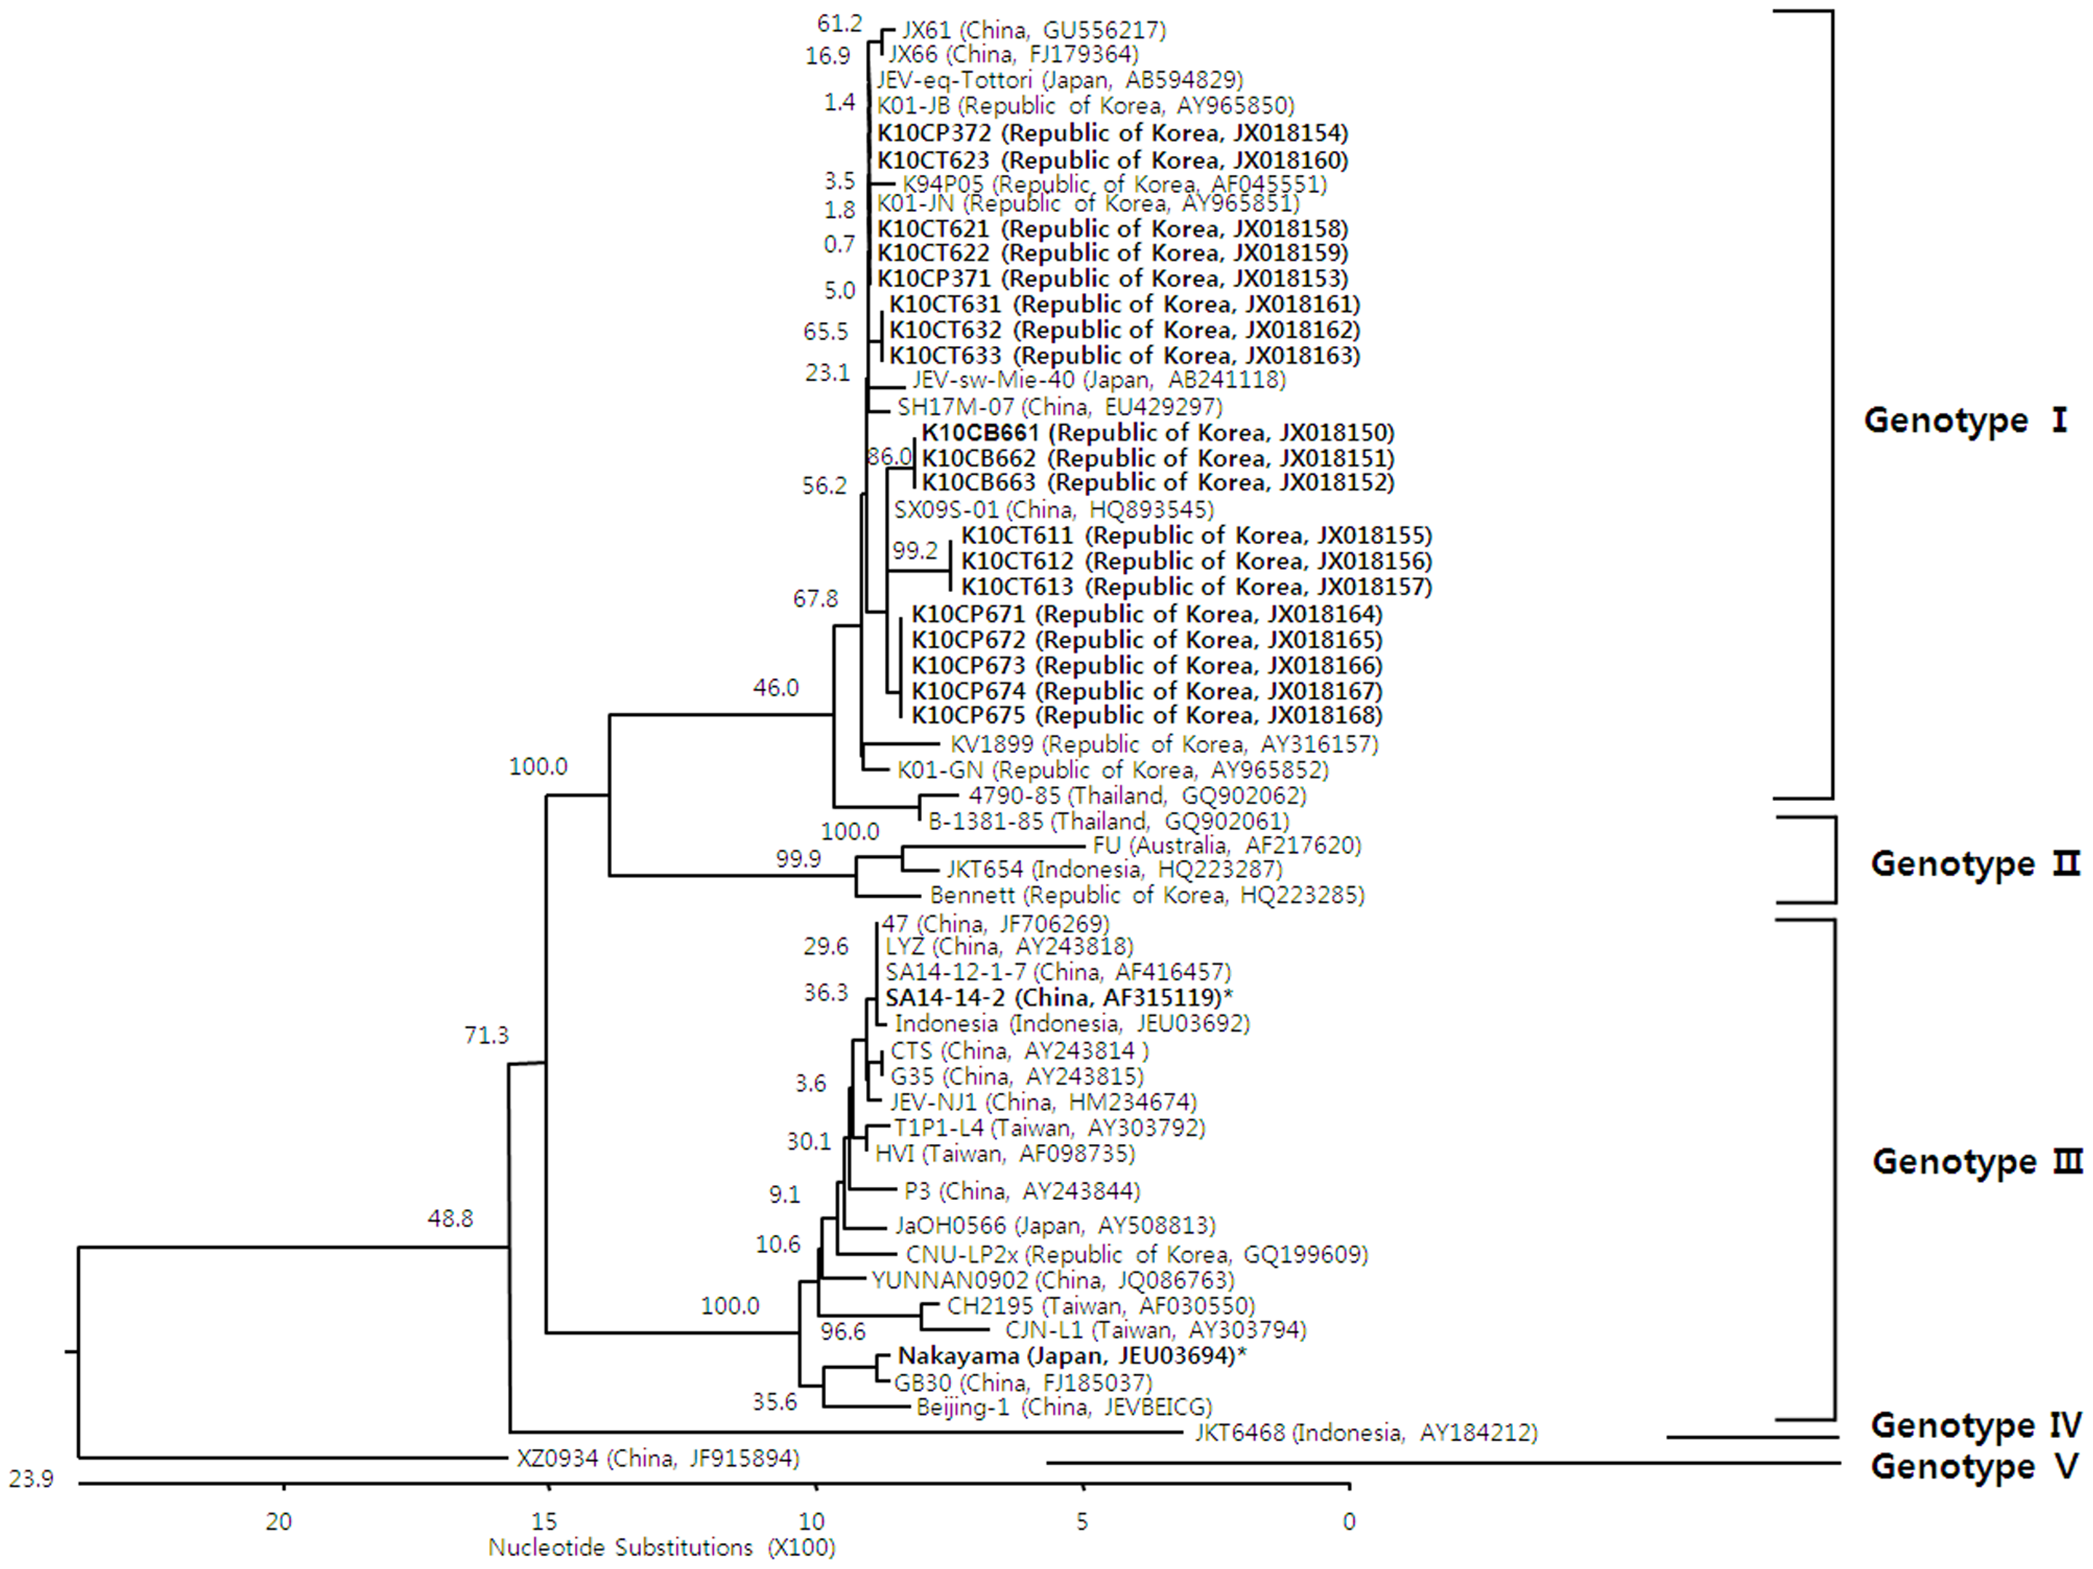 61.2
JX61 (China, GU556217)
16.9
JX66 (China, FJ179364)
JEV-eq-Tottori (Japan, AB594829)
1.4
K01-JB (Republic of Korea, AY965850)
K10CP372 (Republic of Korea, JX018154)
K10CT623 (Republic of Korea, JX018160)
3.5
K94P05 (Republic of Korea, AF045551)
1.8
K01-JN (Republic of Korea, AY965851)
K10CT621 (Republic of Korea, JX018158)
0.7
K10CT622 (Republic of Korea, JX018159)
K10CP371 (Republic of Korea, JX018153)
5.0
K10CT631 (Republic of Korea, JX018161)
65.5
K10CT632 (Republic of Korea, JX018162)
K10CT633 (Republic of Korea, JX018163)
23.1
JEV-sw-Mie-40 (Japan, AB241118)
SH17M-07 (China, EU429297)
Genotype I
K10CB661 (Republic of Korea, JX018150)
86.0
K10CB662 (Republic of Korea, JX018151)
K10CB663 (Republic of Korea, JX018152)
56.2
SX09S-01 (China, HQ893545)
K10CT611 (Republic of Korea, JX018155)
99.2
K10CT612 (Republic of Korea, JX018156)
K10CT613 (Republic of Korea, JX018157)
67.8
K10CP671 (Republic of Korea, JX018164)
K10CP672 (Republic of Korea, JX018165)
K10CP673 (Republic of Korea, JX018166)
46.0
K10CP674 (Republic of Korea, JX018167)
K10CP675 (Republic of Korea, JX018168)
KV1899 (Republic of Korea, AY316157)
100.0
K01-GN (Republic of Korea, AY965852)
4790-85 (Thailand, GQ902062)
B-1381-85 (Thailand, GQ902061)
100.0
FU (Australia, AF217620)
99.9
JKT654 (Indonesia, HQ223287)
Genotype II
Bennett (Republic of Korea, HQ223285)
47 (China, JF706269)
29.6
LYZ (China, AY243818)
SA14-12-1-7 (China, AF416457)
36.3
SA14-14-2 (China, AF315119)*
Indonesia (Indonesia, JEU03692)
71.3
CTS (China, AY243814 )
G35 (China, AY243815)
3.6
JEV-NJ1 (China, HM234674)
T1P1-L4 (Taiwan, AY303792)
30.1
HVI (Taiwan, AF098735)
Genotype III
P3 (China, AY243844)
9.1
JaOH0566 (Japan, AY508813)
48.8
10.6
CNU-LP2x (Republic of Korea, GQ199609)
YUNNAN0902 (China, JQ086763)
100.0
CH2195 (Taiwan, AF030550)
96.6
CJN-L1 (Taiwan, AY303794)
Nakayama (Japan, JEU03694)*
GB30 (China, FJ185037)
35.6
Beijing-1 (China, JEVBEICG)
Genotype IV
JKT6468 (Indonesia, AY184212)
XZ0934 (China, JF915894)
Genotype V
23.9
20 15 10 5 0
Nucleotide Substitutions (X100)